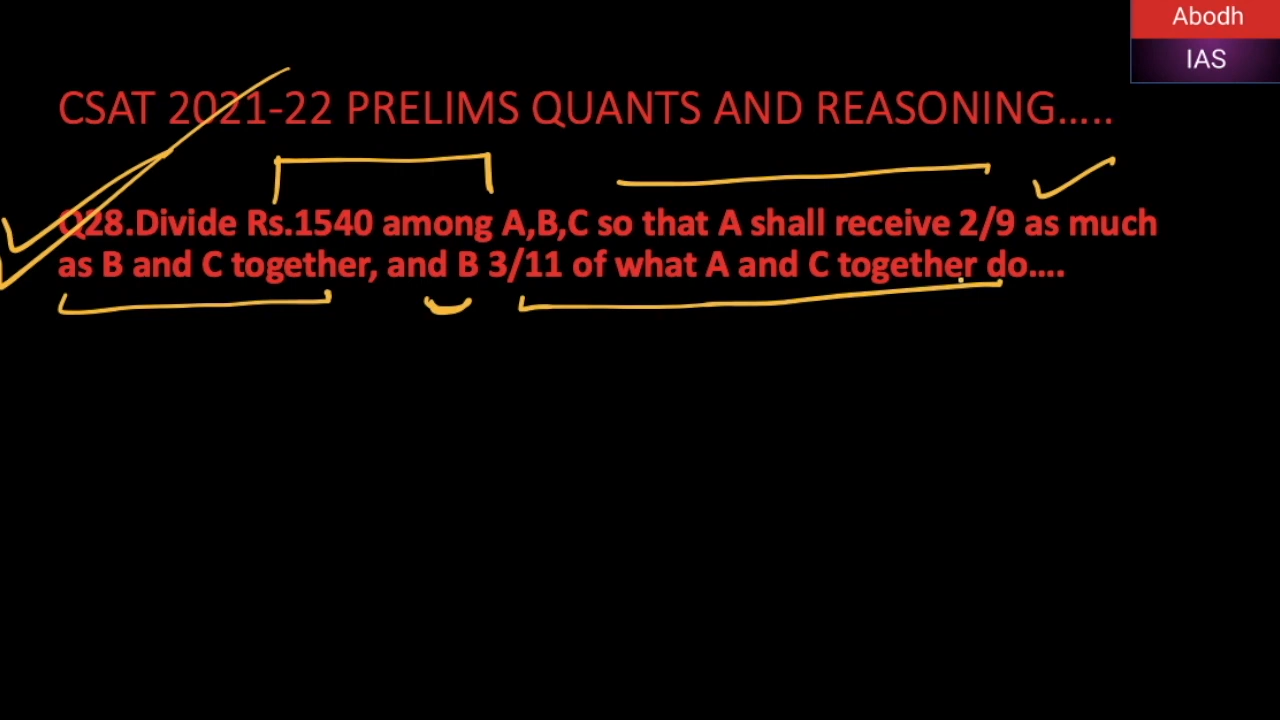 Abodh
IAS
CSAT 2021-22 PRELIMS QUANTS AND REASONING.....
Q28.Divide Rs.1540 among A,B,C so that A shall receive 2/9 as much
as B and C together, and B 3/11 of what A and C together do....